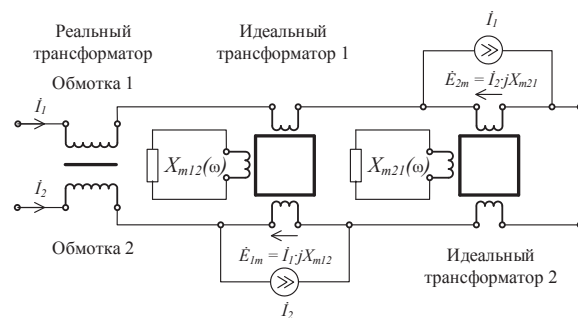 Реальный
трансформатор
Обмотка 1
Идеальный
трансформатор 1
İ₁
Ė₂ₘ = İ₂·jXₘ₂₁
İ₁
Xₘ₁₂(ω)
Xₘ₂₁(ω)
İ₂
Обмотка 2
Ė₁ₘ = İ₁·jXₘ₁₂
İ₂
Идеальный
трансформатор 2